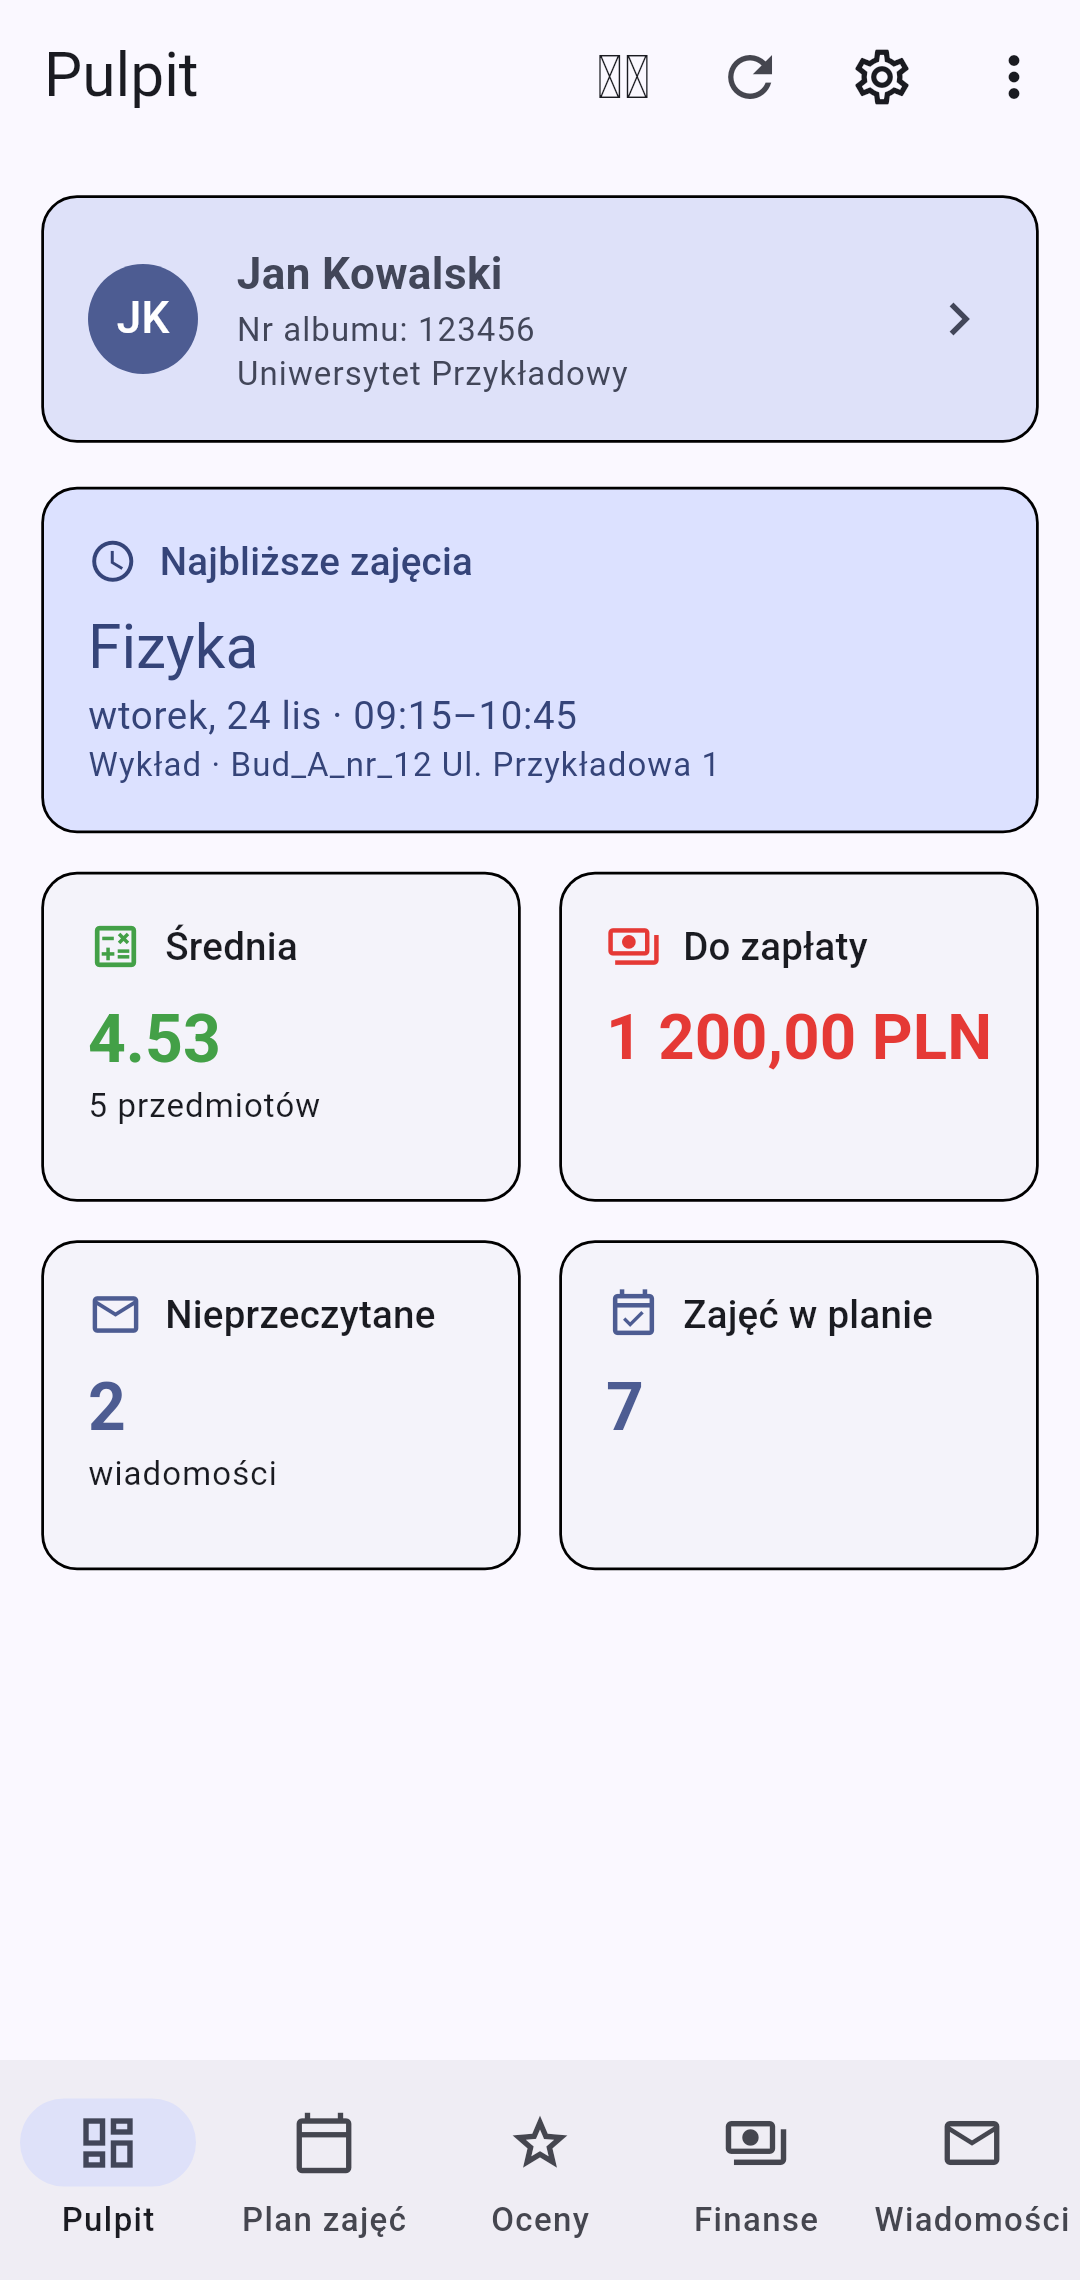 Pulpit
JK
Jan Kowalski
Nr albumu: 123456
Uniwersytet Przykładowy
Najbliższe zajęcia
Fizyka
wtorek, 24 lis · 09:15–10:45
Wykład · Bud_A_nr_12 Ul. Przykładowa 1
Średnia
4.53
5 przedmiotów
Do zapłaty
1 200,00 PLN
Nieprzeczytane
2
wiadomości
Zajęć w planie
7
Pulpit
Plan zajęć
Oceny
Finanse
Wiadomości